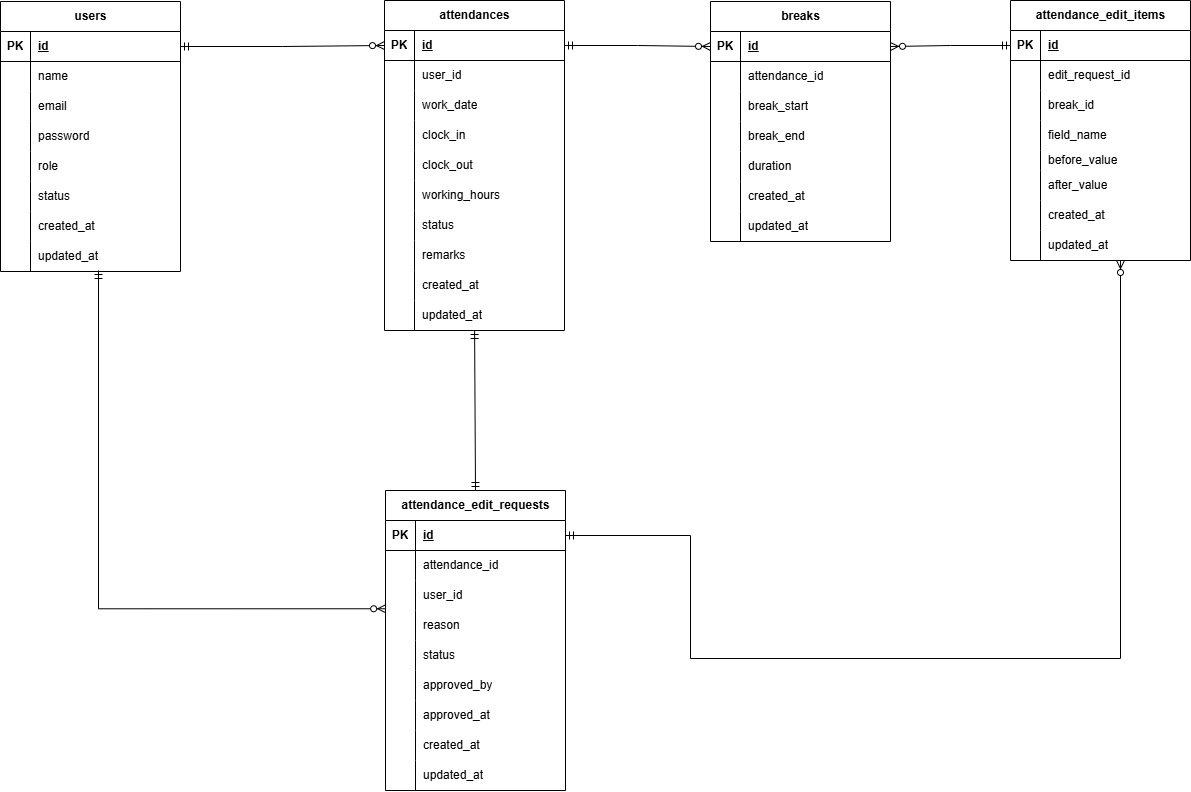 users
PK id
name
email
password
role
status
created_at
updated_at
attendances
PK id
user_id
work_date
clock_in
clock_out
working_hours
status
remarks
created_at
updated_at
breaks
PK id
attendance_id
break_start
break_end
duration
created_at
updated_at
attendance_edit_items
PK id
edit_request_id
break_id
field_name
before_value
after_value
created_at
updated_at
attendance_edit_requests
PK id
attendance_id
user_id
reason
status
approved_by
approved_at
created_at
updated_at